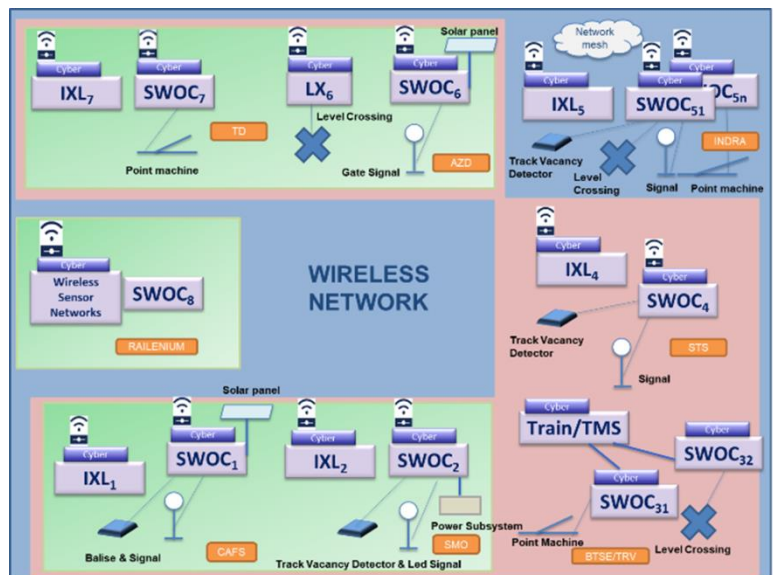 Solar panel
Cyber
IXL7
Cyber
SWOC7
TD
Point machine
Cyber
LX6
Level Crossing
Cyber
SWOC6
AZD
Gate Signal
Network
mesh
Cyber
IXL5
Cyber
SWOC51
Cyber
OC5n
INDRA
Track Vacancy
Detector
Level
Crossing
Signal
Point machine
Cyber
Wireless
Sensor
Networks
SWOC8
RAILENIUM
WIRELESS
NETWORK
Cyber
IXL4
Cyber
SWOC4
Track Vacancy
Detector
STS
Signal
Solar panel
Cyber
IXL1
Cyber
SWOC1
Balise & Signal
CAFS
Cyber
IXL2
Cyber
SWOC2
Power Subsystem
SMO
Track Vacancy Detector & Led Signal
Cyber
Train/TMS
Cyber
SWOC32
Cyber
SWOC31
Point Machine
BTSE/TRV
Level Crossing